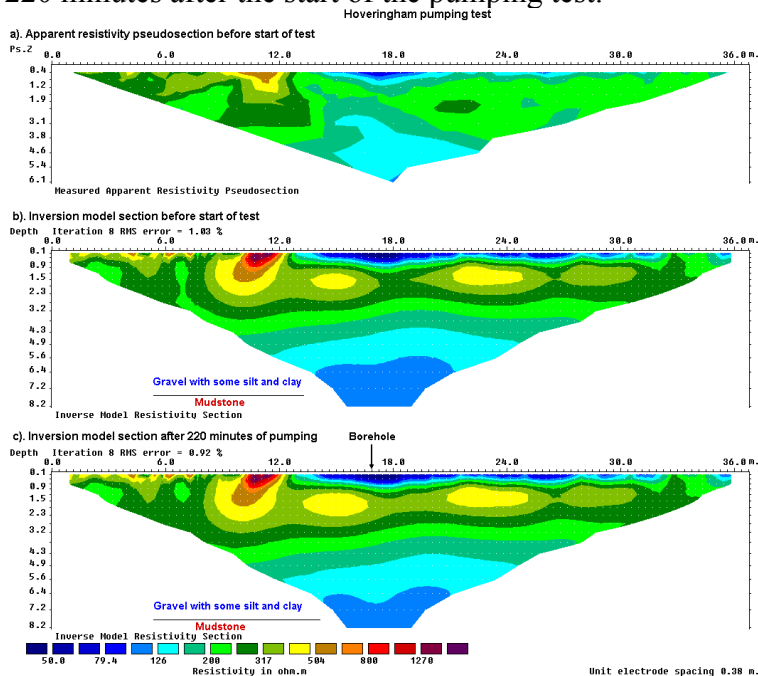 220 minutes after the start of the pumping test.
Hoveringham pumping test
a). Apparent resistivity pseudosection before start of test
Ps.Z 0.0 6.0 12.0 18.0 24.0 30.0 36.0 m.
0.4
1.2
1.9
3.1
3.8
4.6
5.4
6.1
Measured Apparent Resistivity Pseudosection
b). Inversion model section before start of test
Depth Iteration 8 RMS error = 1.03 %
0.0 6.0 12.0 18.0 24.0 30.0 36.0 m.
0.1
0.9
1.5
2.3
3.2
4.3
4.9
5.6
6.4
7.2
8.2
Gravel with some silt and clay
Mudstone
Inverse Model Resistivity Section
c). Inversion model section after 220 minutes of pumping Borehole
Depth Iteration 8 RMS error = 0.92 %
0.0 6.0 12.0 18.0 24.0 30.0 36.0 m.
0.1
0.9
1.5
2.3
3.2
4.3
4.9
5.6
6.4
7.2
8.2
Gravel with some silt and clay
Mudstone
Inverse Model Resistivity Section
50.0 79.4 126 200 317 504 800 1270
Resistivity in ohm.m Unit electrode spacing 0.38 m.